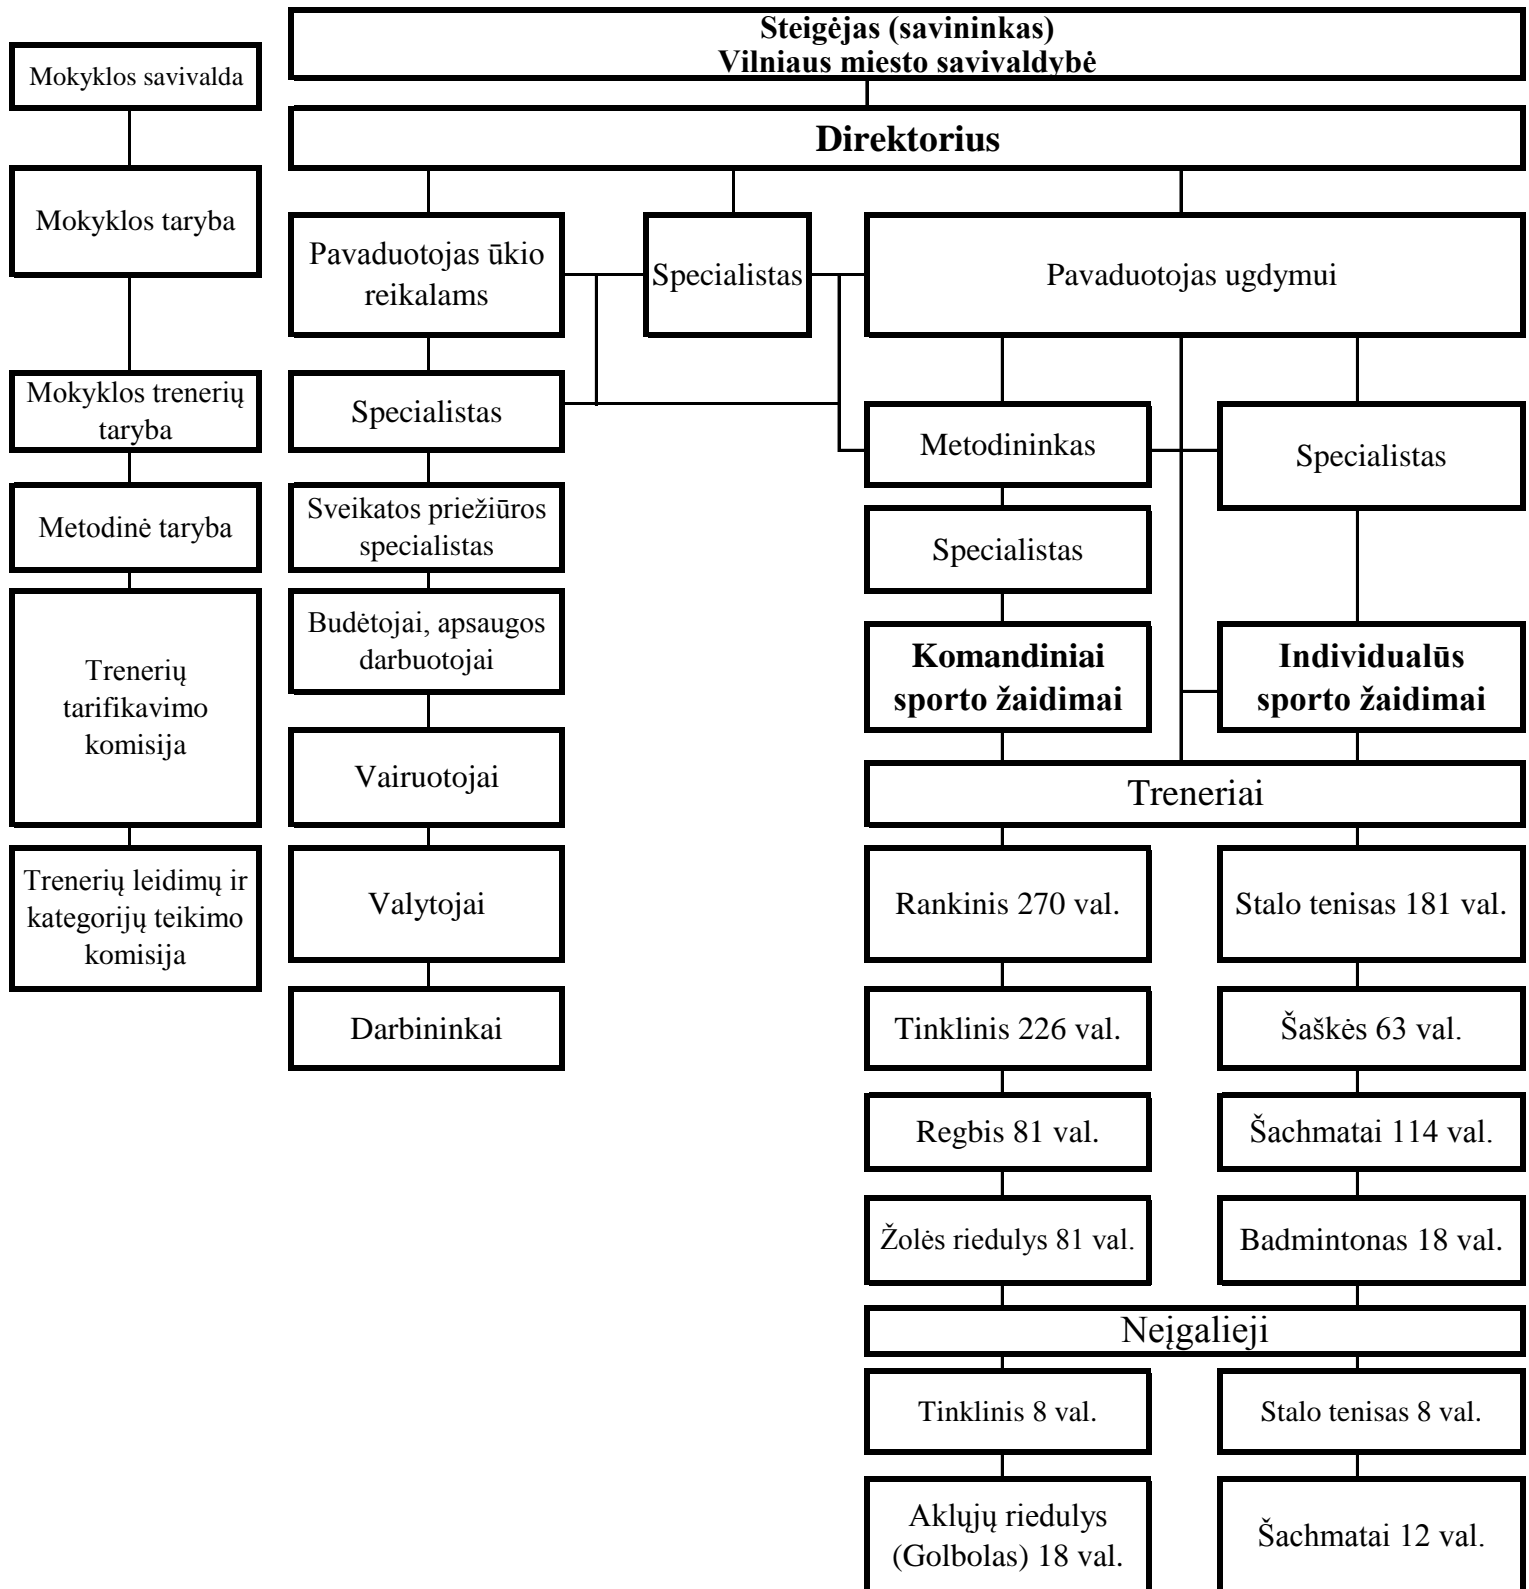 Steigėjas (savininkas)
Vilniaus miesto savivaldybė
Direktorius
Mokyklos savivalda
Mokyklos taryba
Mokyklos trenerių
taryba
Metodinė taryba
Trenerių
tarifikavimo
komisija
Trenerių leidimų ir
kategorijų teikimo
komisija
Pavaduotojas ūkio
reikalams
Specialistas
Sveikatos priežiūros
specialistas
Budėtojai, apsaugos
darbuotojai
Vairuotojai
Valytojai
Darbininkai
Specialistas
Pavaduotojas ugdymui
Metodininkas
Specialistas
Specialistas
Komandiniai
sporto žaidimai
Individualūs
sporto žaidimai
Treneriai
Rankinis 270 val.
Stalo tenisas 181 val.
Tinklinis 226 val.
Šaškės 63 val.
Regbis 81 val.
Šachmatai 114 val.
Žolės riedulys 81 val.
Badmintonas 18 val.
Neįgalieji
Tinklinis 8 val.
Stalo tenisas 8 val.
Aklųjų riedulys
(Golbolas) 18 val.
Šachmatai 12 val.